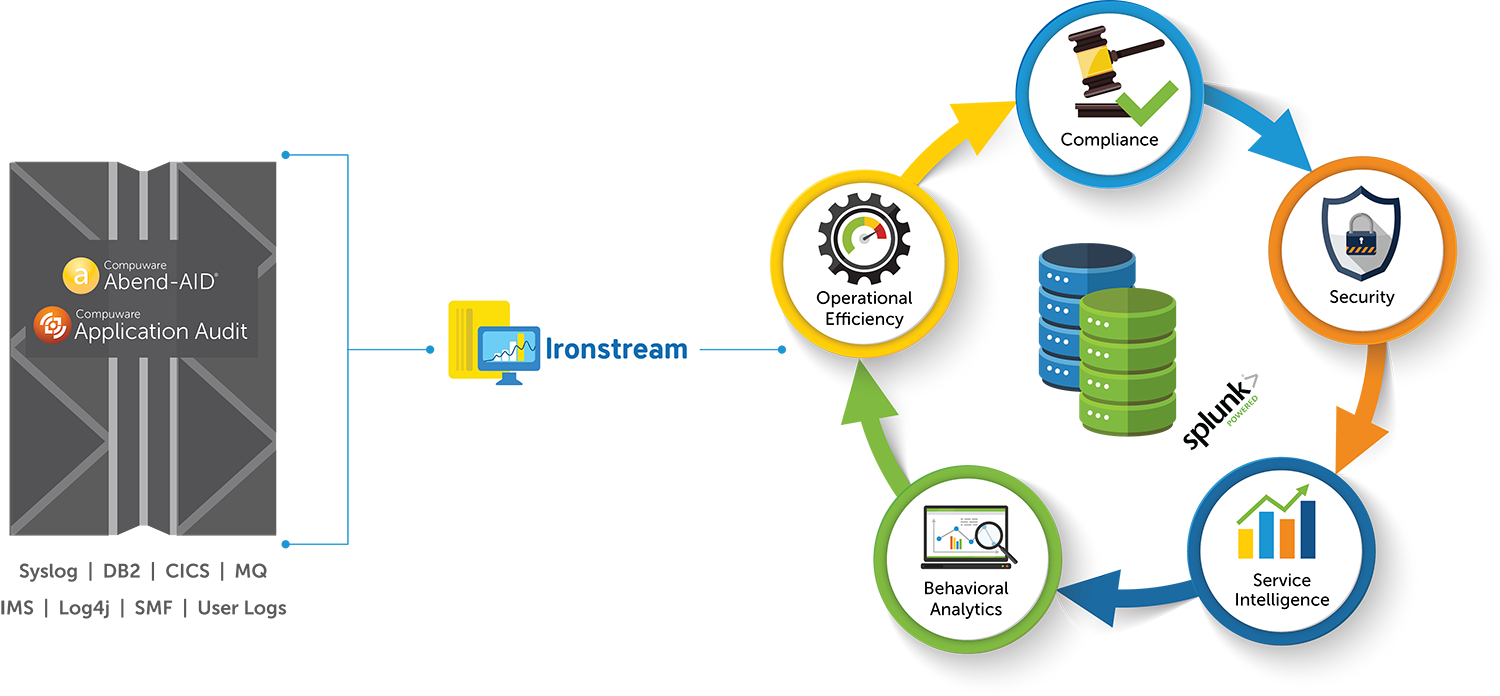 a
Compuware
Abend-AID®
Compuware
Application Audit
Syslog | DB2 | CICS | MQ
IMS | Log4j | SMF | User Logs
Ironstream
Compliance
Security
Service
Intelligence
Behavioral
Analytics
Operational
Efficiency
splunk>
POWERED